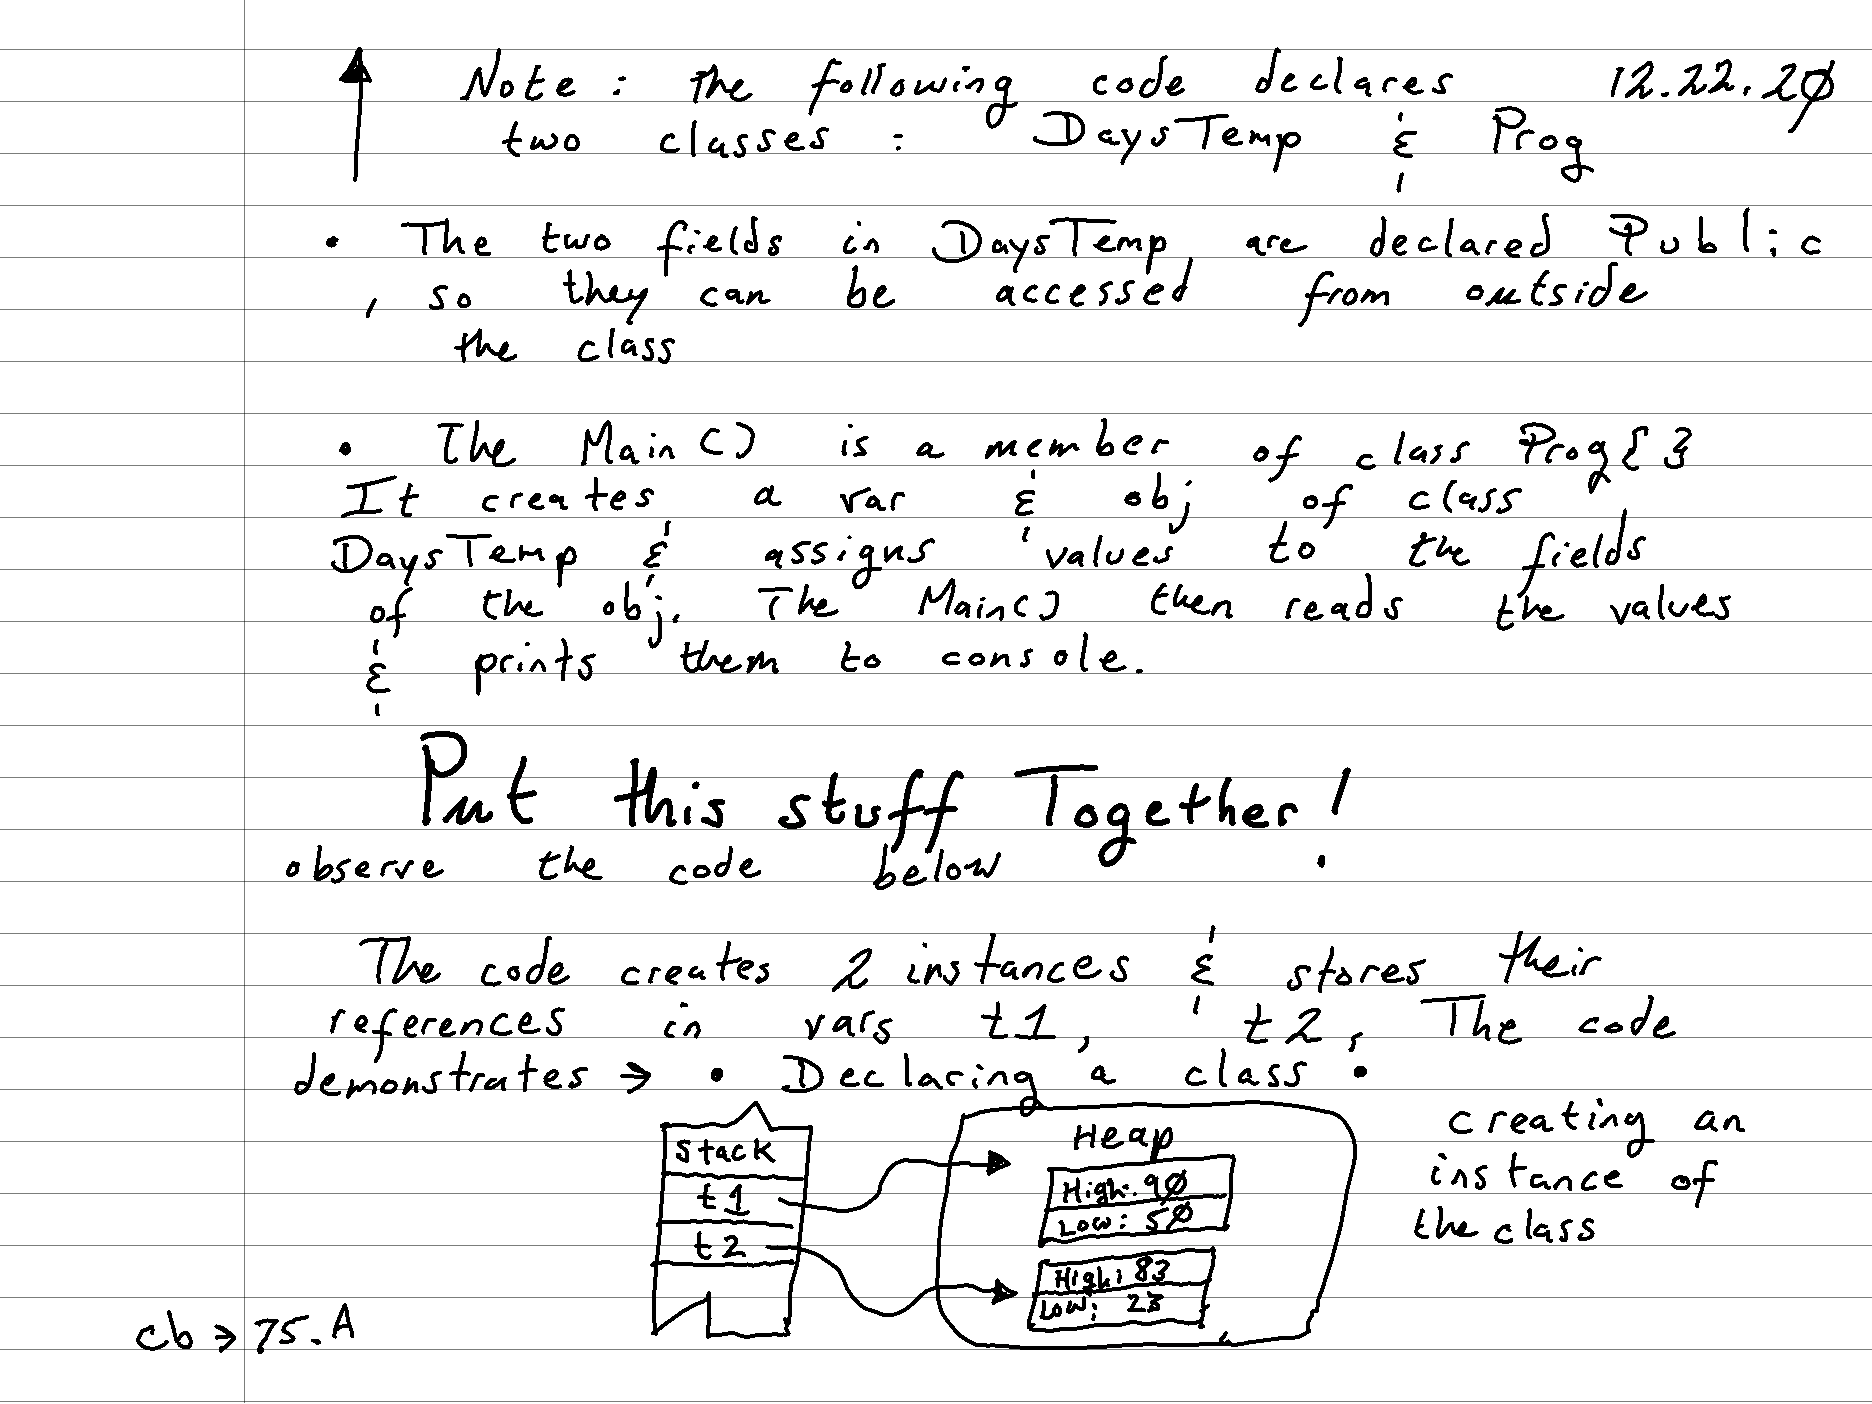 Note : The following code declares 12.22.20
two classes : DaysTemp & Prog
• The two fields in DaysTemp are declared Public
, so they can be accessed from outside
the class
• The Main() is a member of class Prog{}
It creates a var & obj of class
DaysTemp & assigns values to the fields
of the obj. The Main() then reads the values
& prints them to console.
Put this stuff Together!
observe the code below
The code creates 2 instances & stores their
references in vars t1, t2, The code
demonstrates → • Declaring a class •
creating an
instance of
the class
Stack
t1
t2
Heap
High: 90
Low: 50
High: 83
Low: 23
cb → 75.A